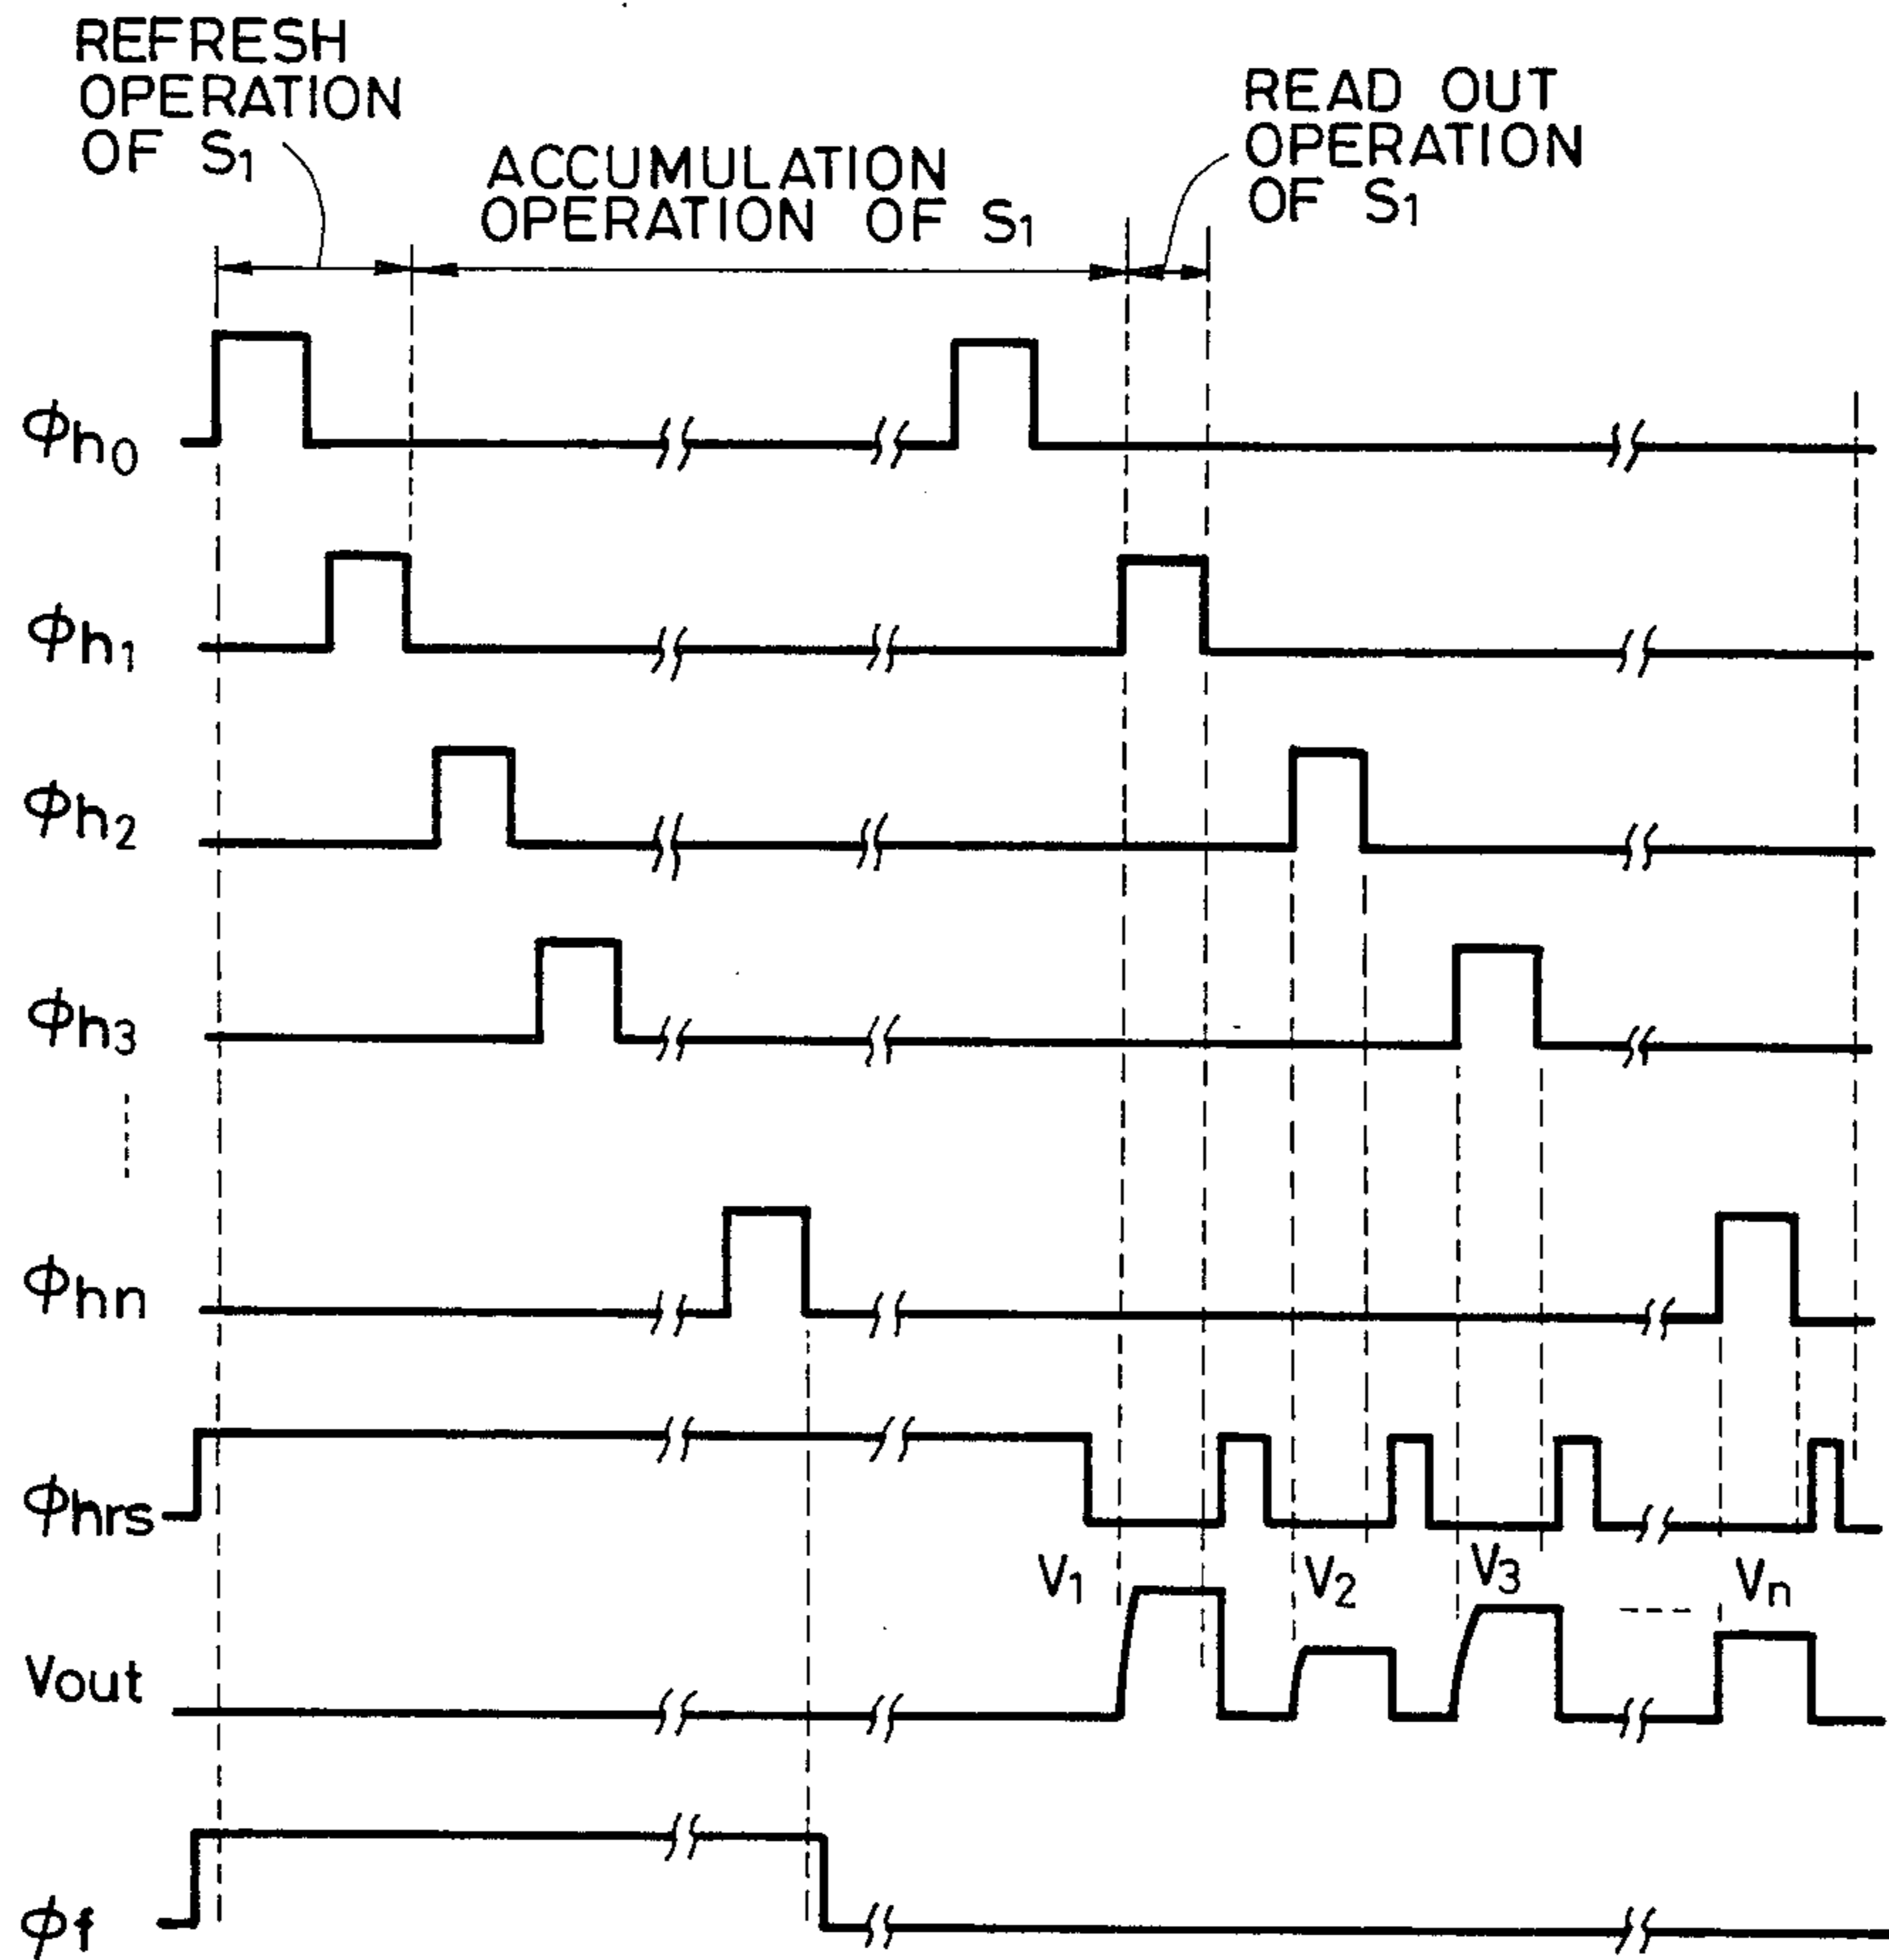 REFRESH
OPERATION
OF S1
ACCUMULATION
OPERATION OF S1
READ OUT
OPERATION
OF S1
ϕh0
ϕh1
ϕh2
ϕh3
ϕhn
ϕhrs
V1
V2
V3
Vn
Vout
ϕf